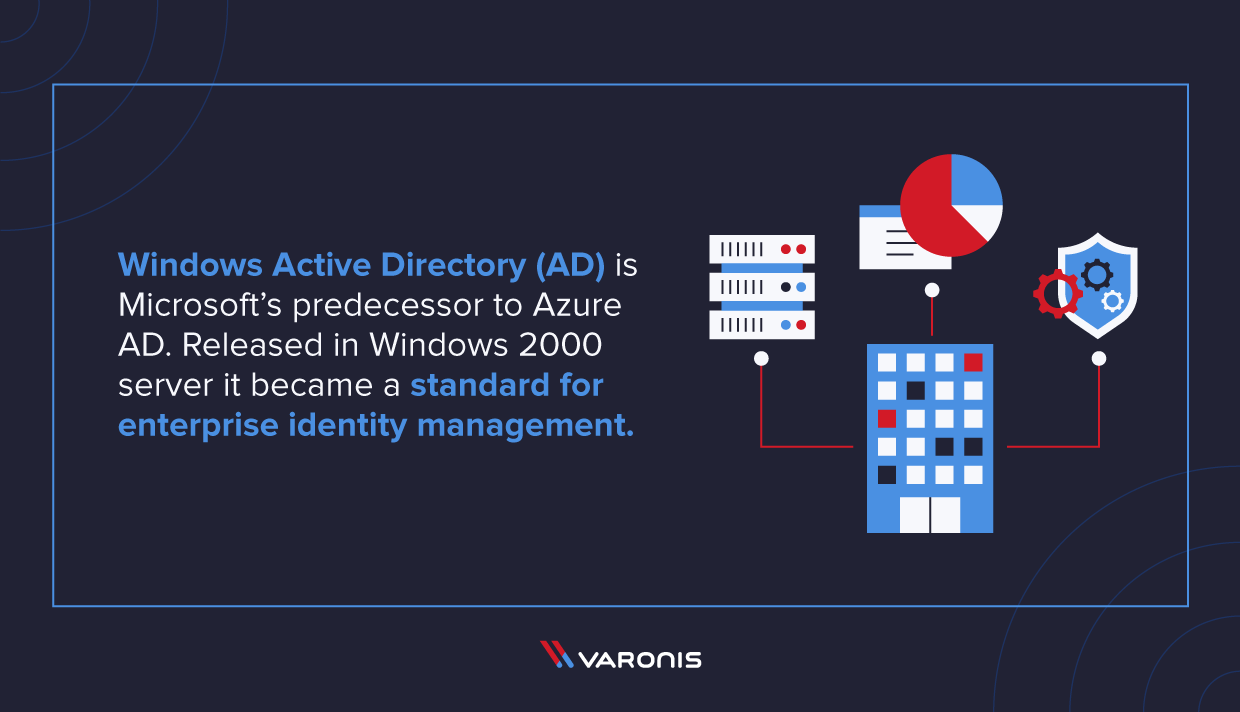 Windows Active Directory (AD) is
Microsoft’s predecessor to Azure
AD. Released in Windows 2000
server it became a standard for
enterprise identity management.
VARONIS